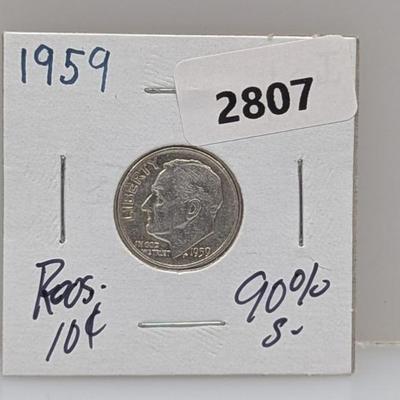 1959
2807
LIBERTY
IN GOD
WE TRUST
1959
Roos.
10¢
90%
S-